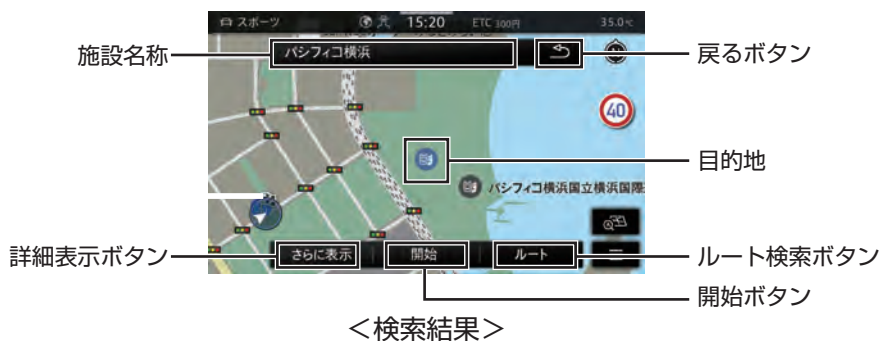 スポーツ 15:20 ETC 300円 35.0℃
施設名称
パシフィコ横浜
戻るボタン
40
目的地
パシフィコ横浜国立横浜国際
詳細表示ボタン
さらに表示
開始
ルート
ルート検索ボタン
開始ボタン
＜検索結果＞